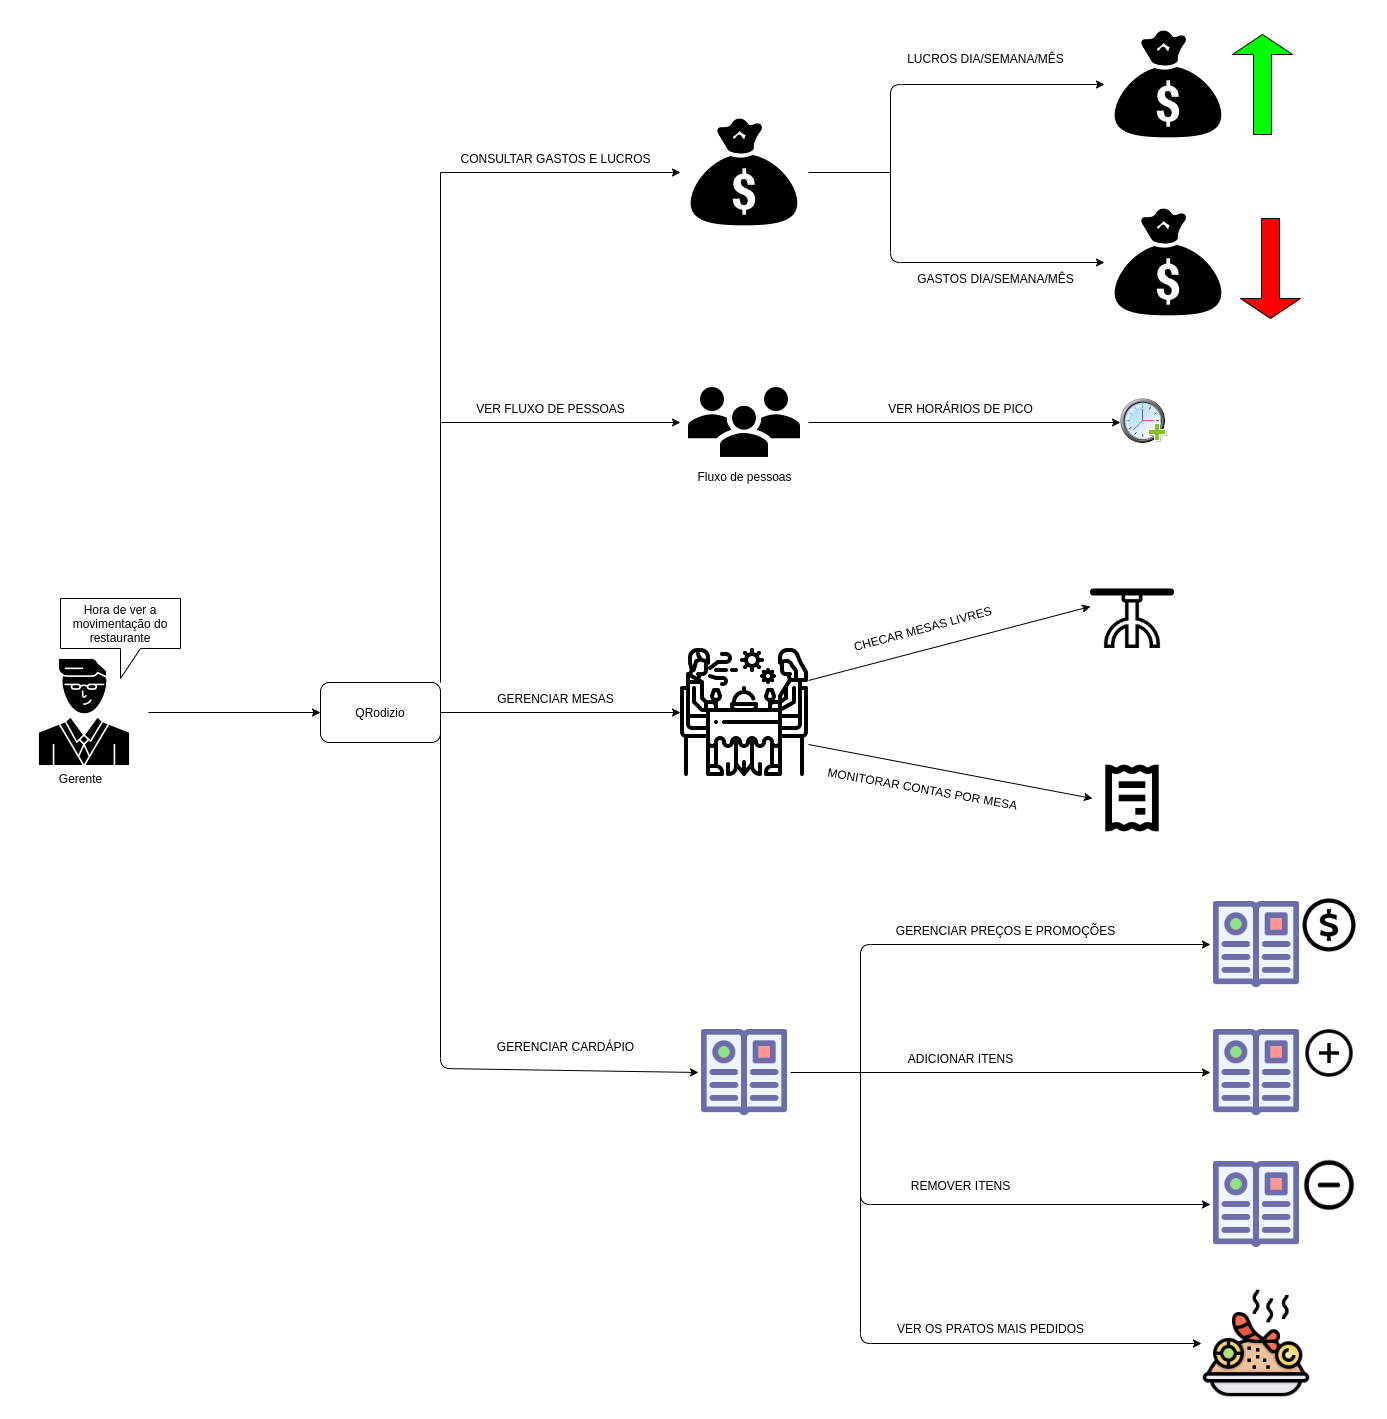 LUCROS DIA/SEMANA/MÊS
$
CONSULTAR GASTOS E LUCROS
$
$
GASTOS DIA/SEMANA/MÊS
VER FLUXO DE PESSOAS
VER HORÁRIOS DE PICO
Fluxo de pessoas
Hora de ver a
movimentação do
restaurante
CHECAR MESAS LIVRES
GERENCIAR MESAS
QRodizio
Gerente
MONITORAR CONTAS POR MESA
GERENCIAR PREÇOS E PROMOÇÕES
$
GERENCIAR CARDÁPIO
ADICIONAR ITENS
REMOVER ITENS
VER OS PRATOS MAIS PEDIDOS